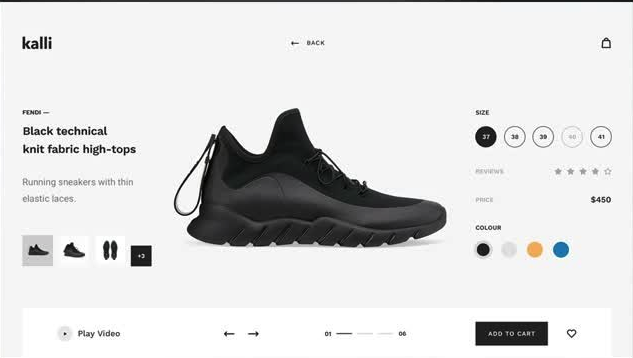 kalli
← BACK
FENDI —
Black technical
knit fabric high-tops
Running sneakers with thin
elastic laces.
+3
SIZE
37 38 39 40 41
REVIEWS
PRICE $450
COLOUR
Play Video
← →
01 06
ADD TO CART